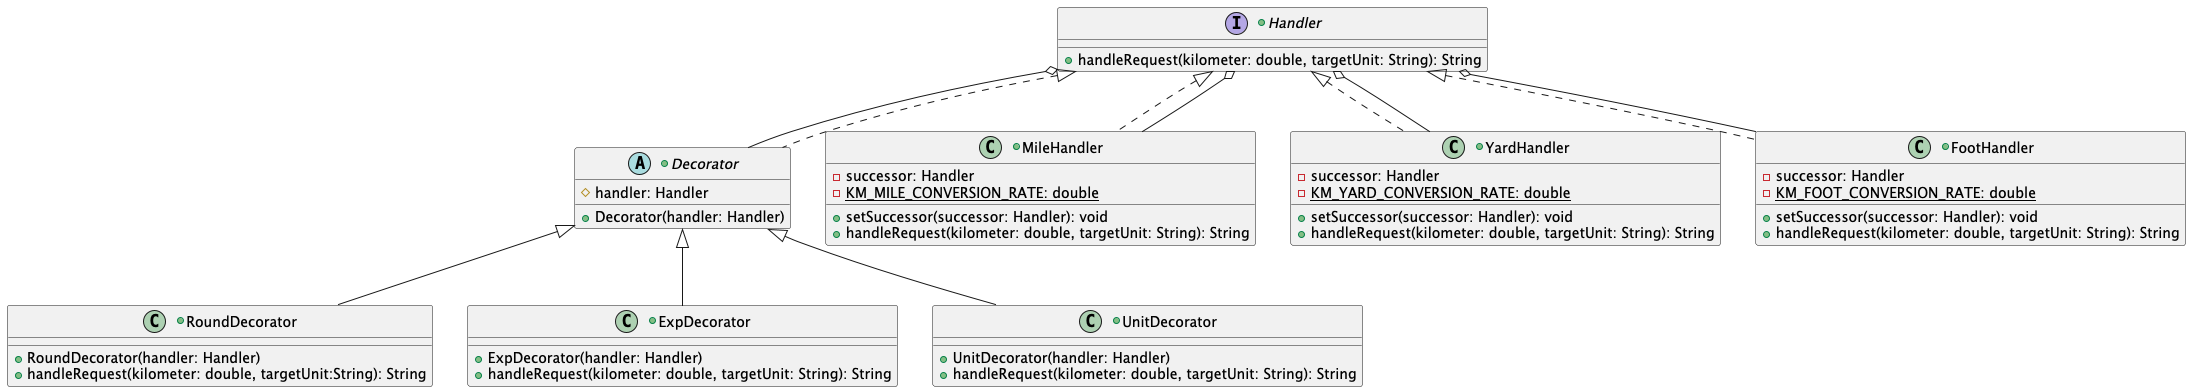 I Handler
handleRequest(kilometer: double, targetUnit: String): String
A Decorator
handler: Handler
Decorator(handler: Handler)
C MileHandler
successor: Handler
KM_MILE_CONVERSION_RATE: double
setSuccessor(successor: Handler): void
handleRequest(kilometer: double, targetUnit: String): String
C YardHandler
successor: Handler
KM_YARD_CONVERSION_RATE: double
setSuccessor(successor: Handler): void
handleRequest(kilometer: double, targetUnit: String): String
C FootHandler
successor: Handler
KM_FOOT_CONVERSION_RATE: double
setSuccessor(successor: Handler): void
handleRequest(kilometer: double, targetUnit: String): String
C RoundDecorator
RoundDecorator(handler: Handler)
handleRequest(kilometer: double, targetUnit:String): String
C ExpDecorator
ExpDecorator(handler: Handler)
handleRequest(kilometer: double, targetUnit: String): String
C UnitDecorator
UnitDecorator(handler: Handler)
handleRequest(kilometer: double, targetUnit: String): String